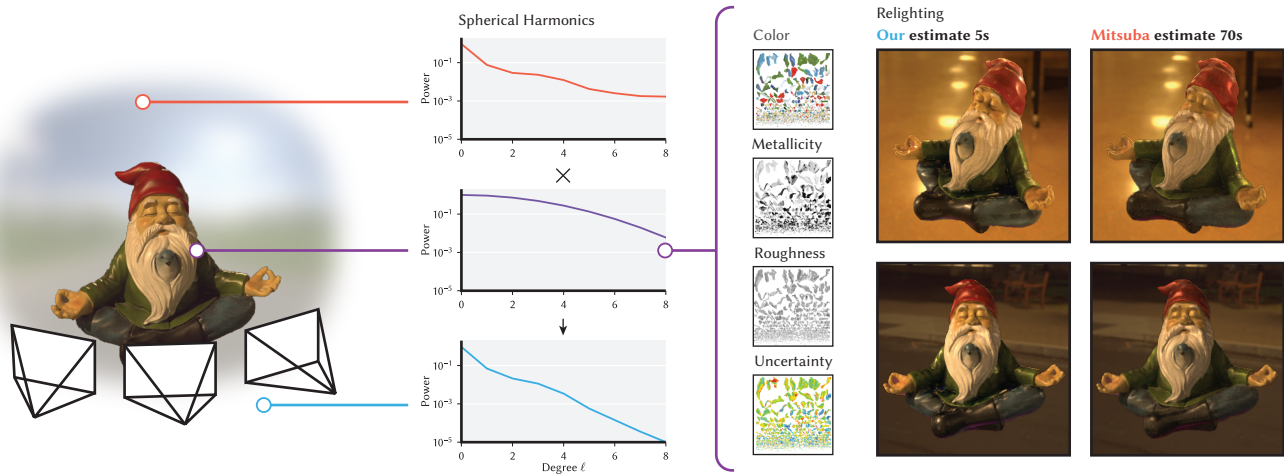 Spherical Harmonics
Power
10⁻¹
10⁻³
10⁻⁵
0 2 4 6 8
×
Power
10⁻¹
10⁻³
10⁻⁵
0 2 4 6 8
Power
10⁻¹
10⁻³
10⁻⁵
0 2 4 6 8
Degree ℓ
Color
Metallicity
Roughness
Uncertainty
Relighting
Our estimate 5s
Mitsuba estimate 70s